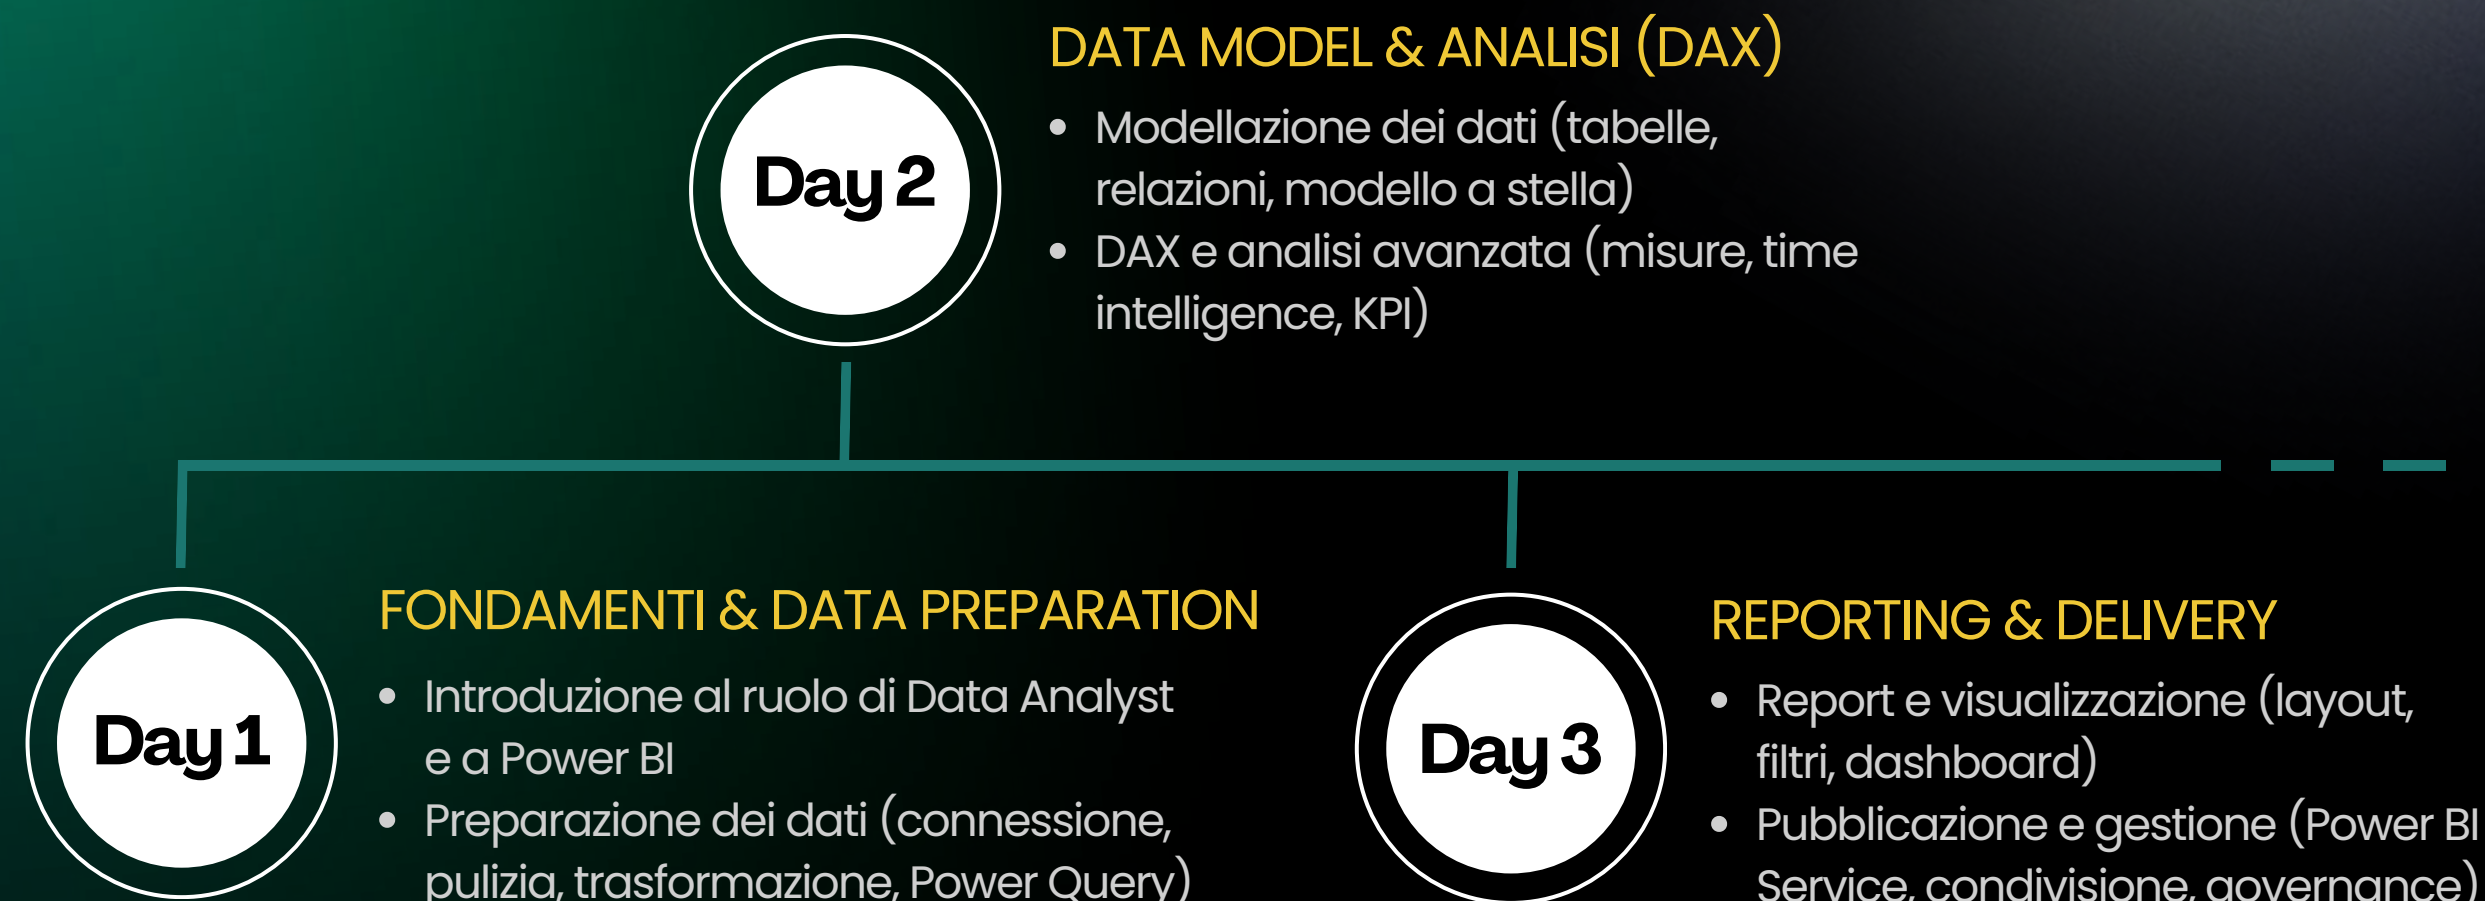 DATA MODEL & ANALISI (DAX)
Day 2
• Modellazione dei dati (tabelle,
relazioni, modello a stella)
• DAX e analisi avanzata (misure, time
intelligence, KPI)
FONDAMENTI & DATA PREPARATION
Day 1
• Introduzione al ruolo di Data Analyst
e a Power BI
• Preparazione dei dati (connessione,
pulizia, trasformazione, Power Query)
REPORTING & DELIVERY
Day 3
• Report e visualizzazione (layout,
filtri, dashboard)
• Pubblicazione e gestione (Power BI
Service, condivisione, governance)